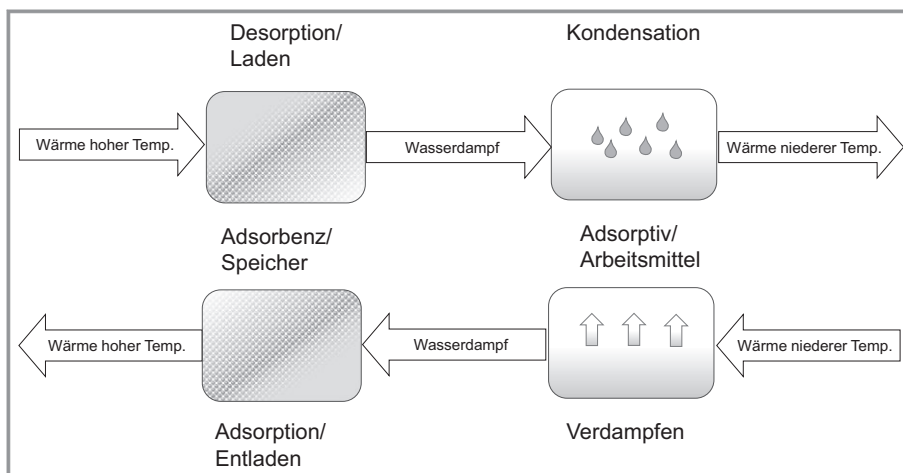 Desorption/
Laden
Kondensation
Wärme hoher Temp.
Wasserdampf
Wärme niederer Temp.
Adsorbenz/
Speicher
Adsorptiv/
Arbeitsmittel
Wärme hoher Temp.
Wasserdampf
Wärme niederer Temp.
Adsorption/
Entladen
Verdampfen